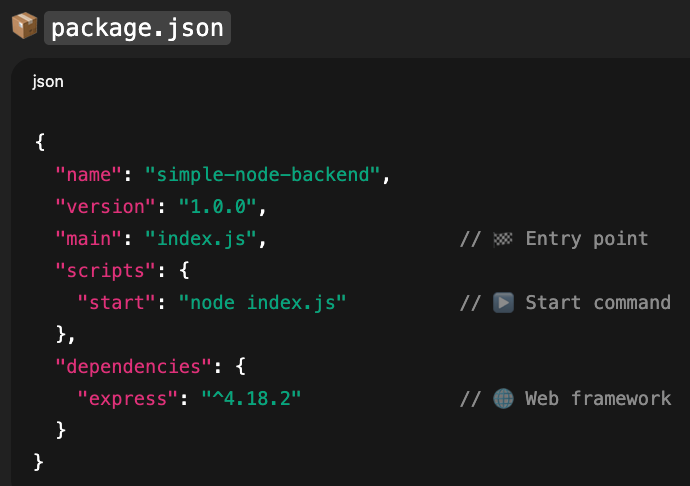 📦 package.json
json
{
  "name": "simple-node-backend",
  "version": "1.0.0",
  "main": "index.js",                 // 🏁 Entry point
  "scripts": {
    "start": "node index.js"          // ▶️ Start command
  },
  "dependencies": {
    "express": "^4.18.2"              // 🌐 Web framework
  }
}